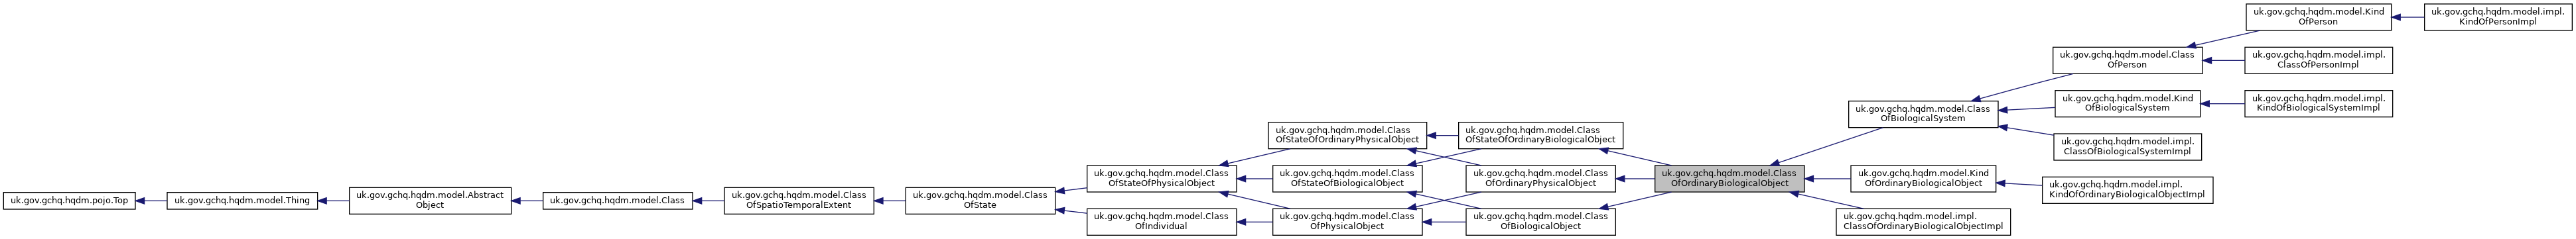 uk.gov.gchq.hqdm.pojo.Top
uk.gov.gchq.hqdm.model.Thing
uk.gov.gchq.hqdm.model.Abstract
Object
uk.gov.gchq.hqdm.model.Class
uk.gov.gchq.hqdm.model.Class
OfSpatioTemporalExtent
uk.gov.gchq.hqdm.model.Class
OfState
uk.gov.gchq.hqdm.model.Class
OfStateOfPhysicalObject
uk.gov.gchq.hqdm.model.Class
OfIndividual
uk.gov.gchq.hqdm.model.Class
OfStateOfOrdinaryPhysicalObject
uk.gov.gchq.hqdm.model.Class
OfStateOfBiologicalObject
uk.gov.gchq.hqdm.model.Class
OfPhysicalObject
uk.gov.gchq.hqdm.model.Class
OfStateOfOrdinaryBiologicalObject
uk.gov.gchq.hqdm.model.Class
OfOrdinaryPhysicalObject
uk.gov.gchq.hqdm.model.Class
OfBiologicalObject
uk.gov.gchq.hqdm.model.Class
OfOrdinaryBiologicalObject
uk.gov.gchq.hqdm.model.Class
OfBiologicalSystem
uk.gov.gchq.hqdm.model.Kind
OfOrdinaryBiologicalObject
uk.gov.gchq.hqdm.model.impl.
ClassOfOrdinaryBiologicalObjectImpl
uk.gov.gchq.hqdm.model.Class
OfPerson
uk.gov.gchq.hqdm.model.Kind
OfBiologicalSystem
uk.gov.gchq.hqdm.model.impl.
ClassOfBiologicalSystemImpl
uk.gov.gchq.hqdm.model.impl.
KindOfOrdinaryBiologicalObjectImpl
uk.gov.gchq.hqdm.model.Kind
OfPerson
uk.gov.gchq.hqdm.model.impl.
ClassOfPersonImpl
uk.gov.gchq.hqdm.model.impl.
KindOfBiologicalSystemImpl
uk.gov.gchq.hqdm.model.impl.
KindOfPersonImpl